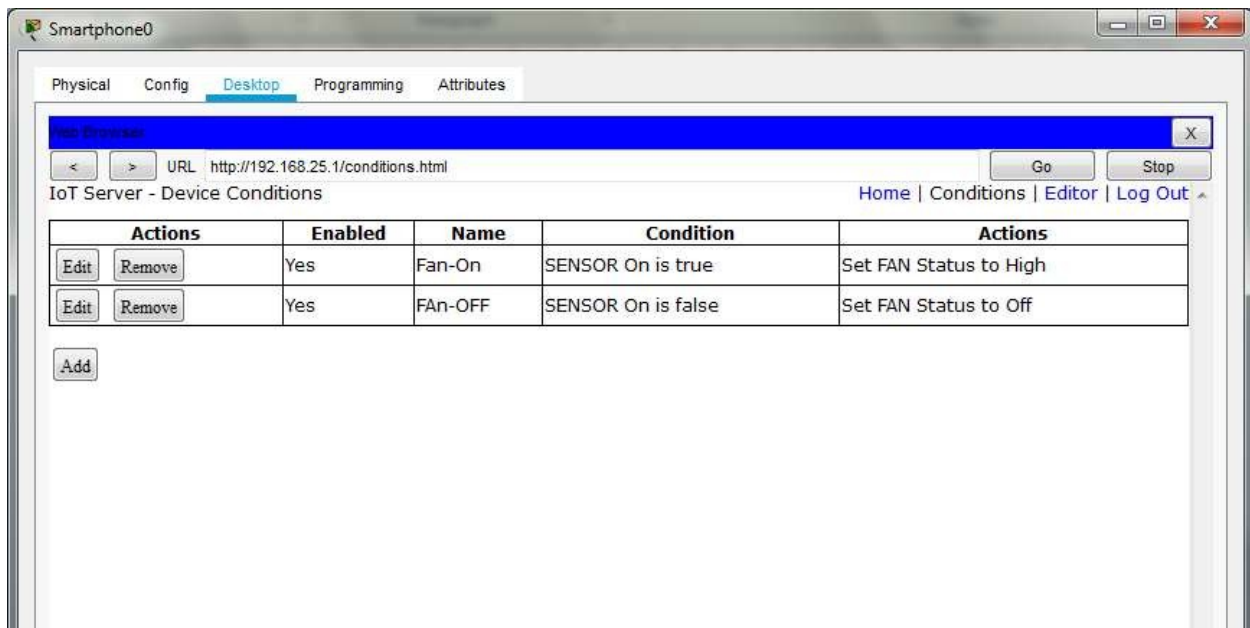 Smartphone0
X
Physical Config Desktop Programming Attributes
Web Browser
X
< > URL http://192.168.25.1/conditions.html Go Stop
IoT Server - Device Conditions Home | Conditions | Editor | Log Out
Actions Enabled Name Condition Actions
Edit Remove Yes Fan-On SENSOR On is true Set FAN Status to High
Edit Remove Yes FAn-OFF SENSOR On is false Set FAN Status to Off
Add